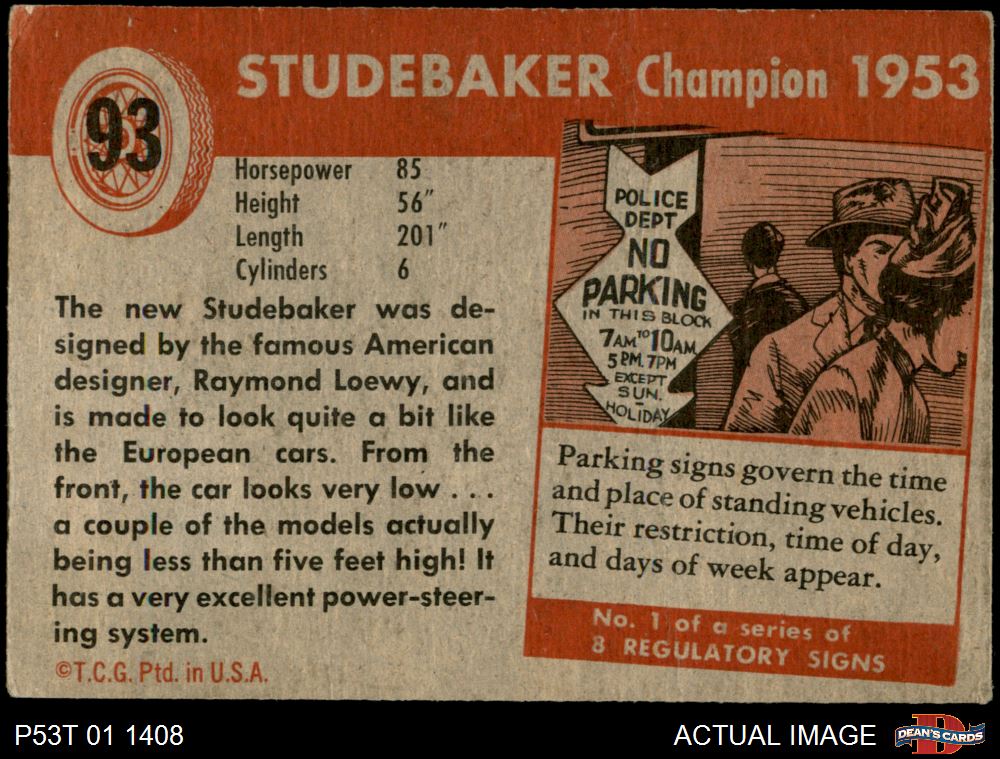 93
STUDEBAKER Champion 1953
Horsepower 85
Height 56"
Length 201"
Cylinders 6
The new Studebaker was de-
signed by the famous American
designer, Raymond Loewy, and
is made to look quite a bit like
the European cars. From the
front, the car looks very low . . .
a couple of the models actually
being less than five feet high! It
has a very excellent power-steer-
ing system.
©T.C.G. Ptd. in U.S.A.
POLICE
DEPT
NO
PARKING
IN THIS BLOCK
7AM TO 10AM
5 PM. 7PM
EXCEPT
SUN.
HOLIDAY
Parking signs govern the time
and place of standing vehicles.
Their restriction, time of day,
and days of week appear.
No. 1 of a series of
8 REGULATORY SIGNS
P53T 01 1408
ACTUAL IMAGE
D
DEAN'S CARDS